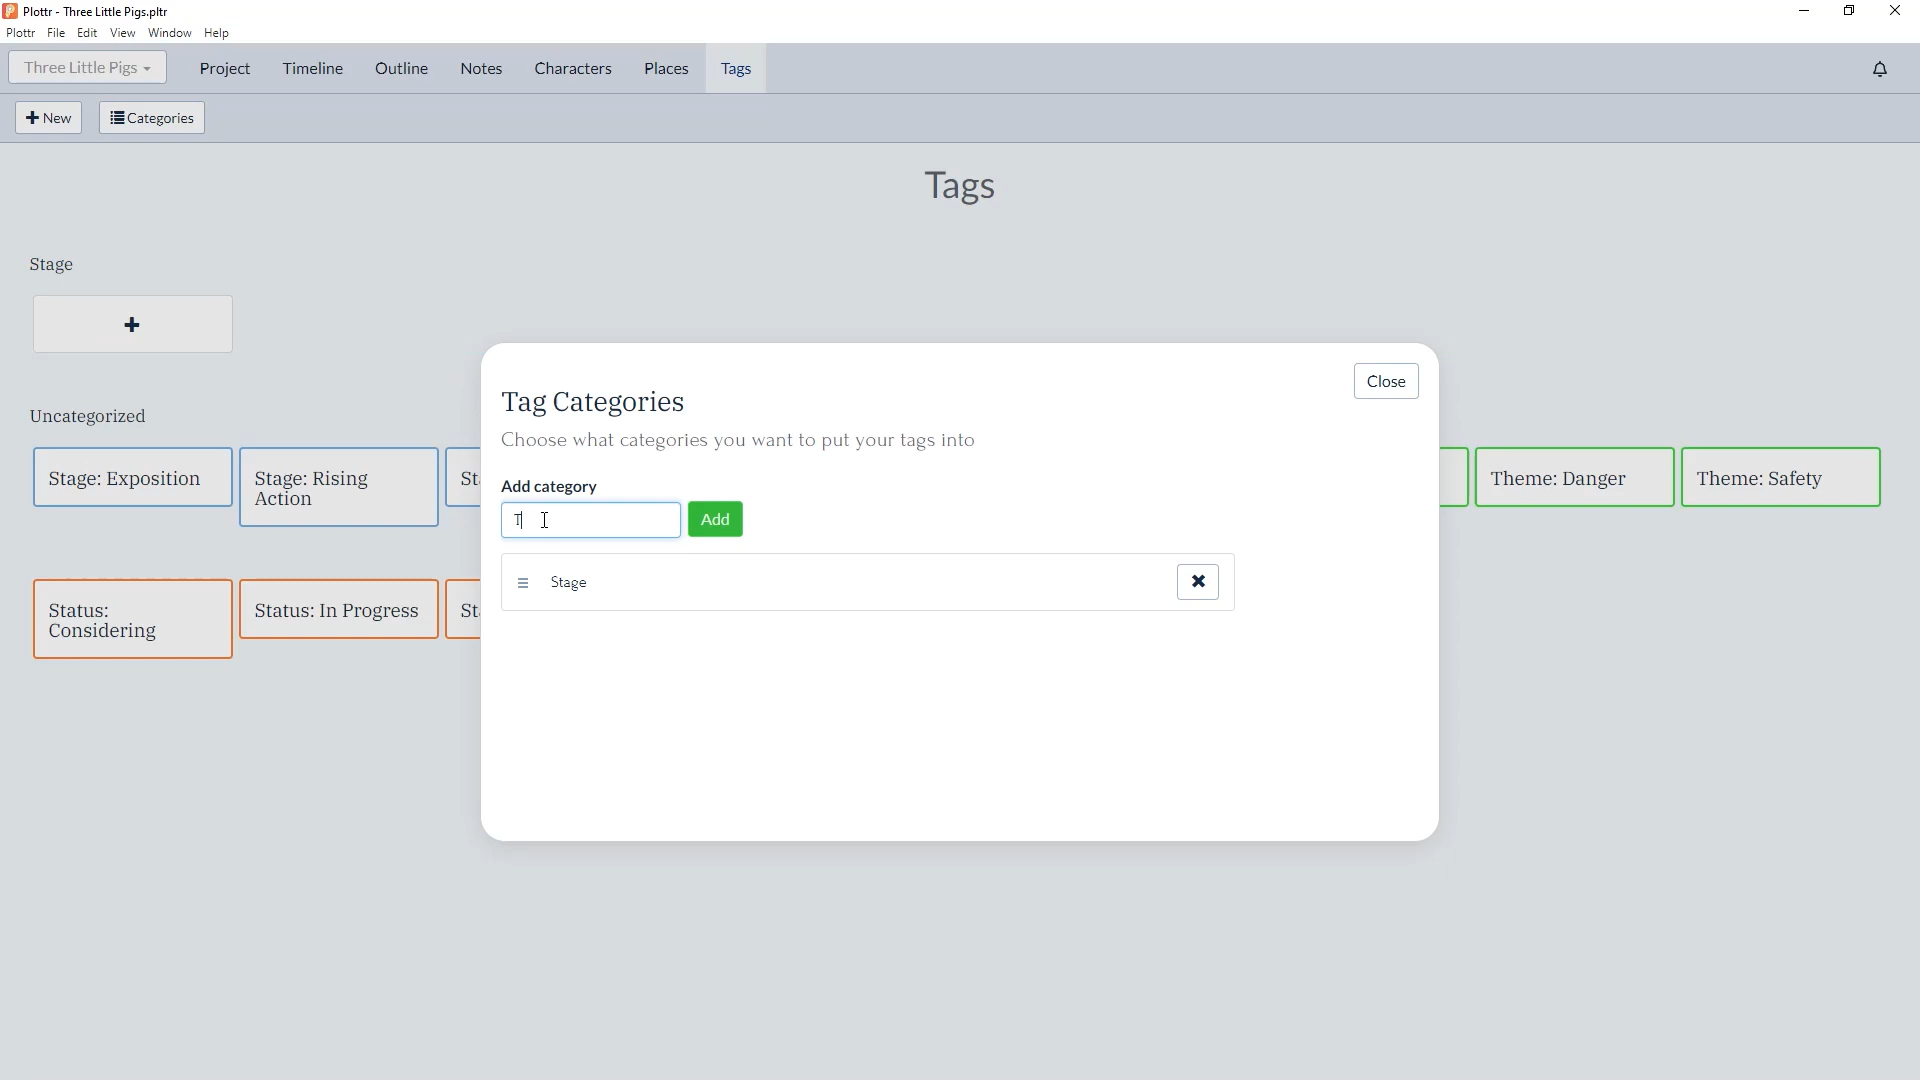 Plottr - Three Little Pigs.pltr
Plottr File Edit View Window Help
Three Little Pigs Project Timeline Outline Notes Characters Places Tags
New Categories
Tags
Stage
Close
Tag Categories
Choose what categories you want to put your tags into
Uncategorized
Stage: Exposition Stage: Rising Theme: Danger Theme: Safety
Action
Add category
T Add
Stage
Status: Status: In Progress
Considering